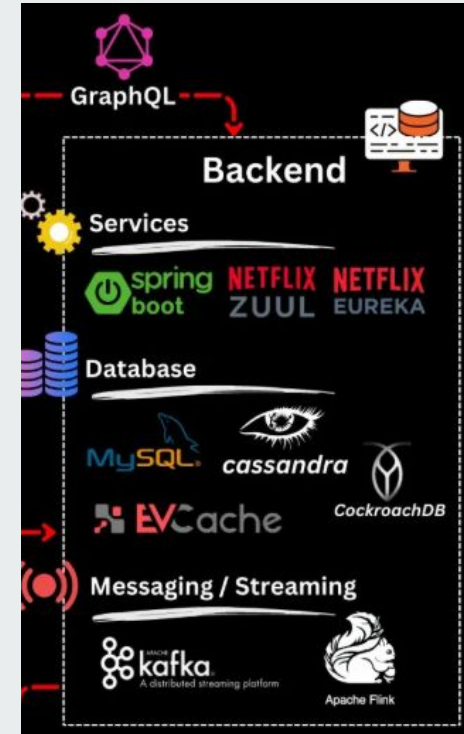 GraphQL
</>
Backend
Services
spring boot
NETFLIX ZUUL
NETFLIX EUREKA
Database
MySQL®
cassandra
CockroachDB
EVCache
Messaging / Streaming
APACHE
kafka®
A distributed streaming platform
Apache Flink